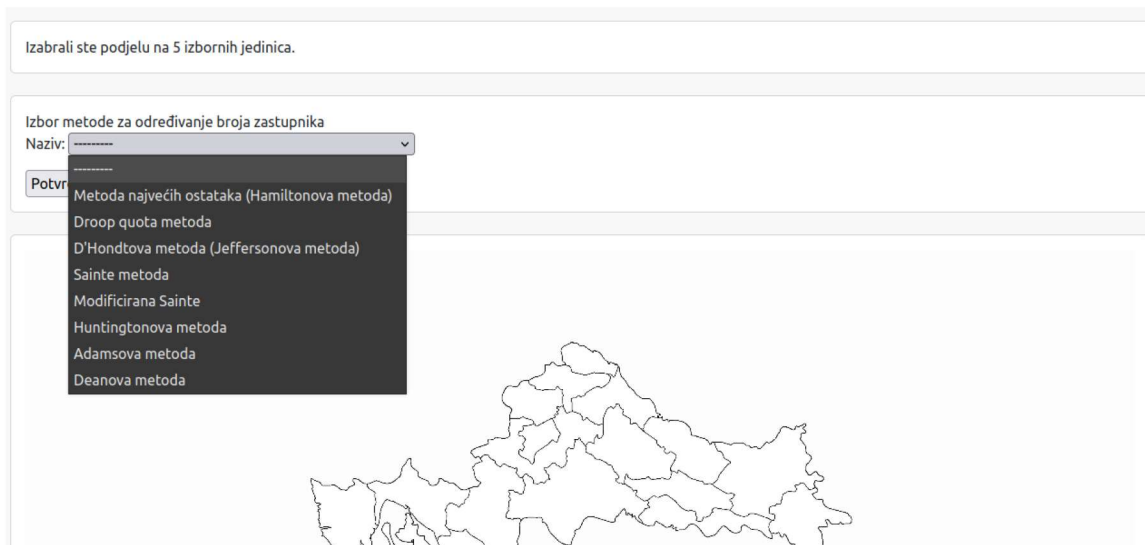 Izabrali ste podjelu na 5 izbornih jedinica.
Izbor metode za određivanje broja zastupnika
Naziv: ---------
---------
Potvr
Metoda najvećih ostataka (Hamiltonova metoda)
Droop quota metoda
D'Hondtova metoda (Jeffersonova metoda)
Sainte metoda
Modificirana Sainte
Huntingtonova metoda
Adamsova metoda
Deanova metoda